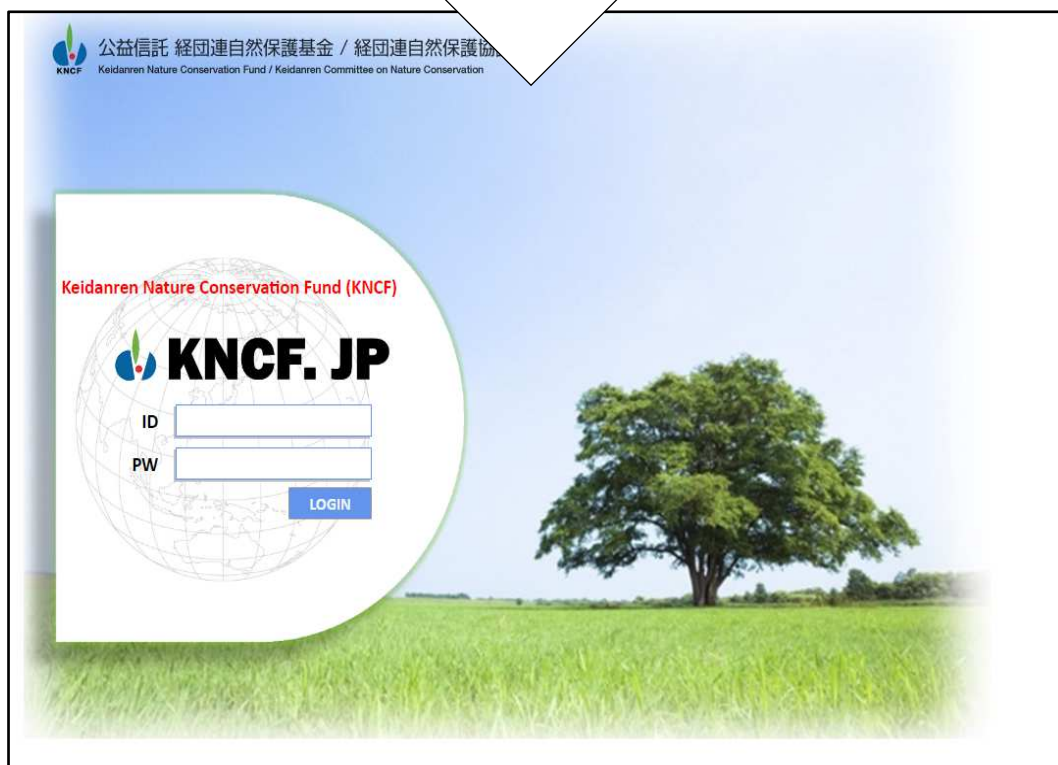 公益信託 経団連自然保護基金 / 経団連自然保護協
KNCF
Keidanren Nature Conservation Fund / Keidanren Committee on Nature Conservation
Keidanren Nature Conservation Fund (KNCF)
KNCF. JP
ID
PW
LOGIN